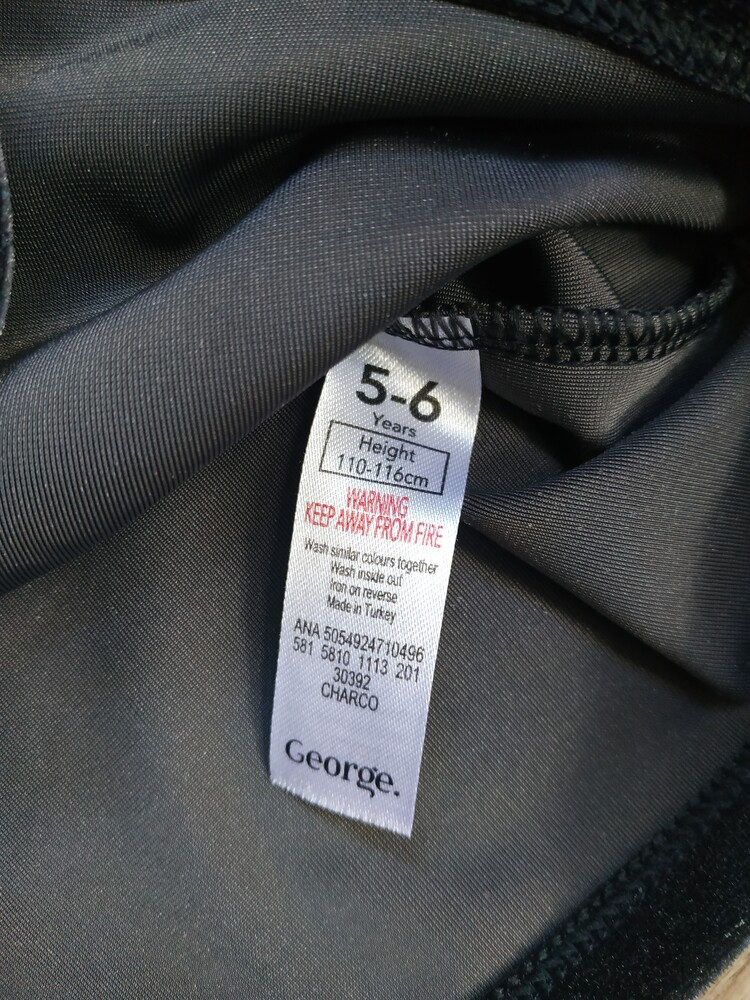 5-6
Years
Height
110-116cm
WARNING
KEEP AWAY FROM FIRE
Wash similar colours together
Wash inside out
Iron on reverse
Made in Turkey
ANA 5054924710496
581 5810 1113 201
30392
CHARCO
George.